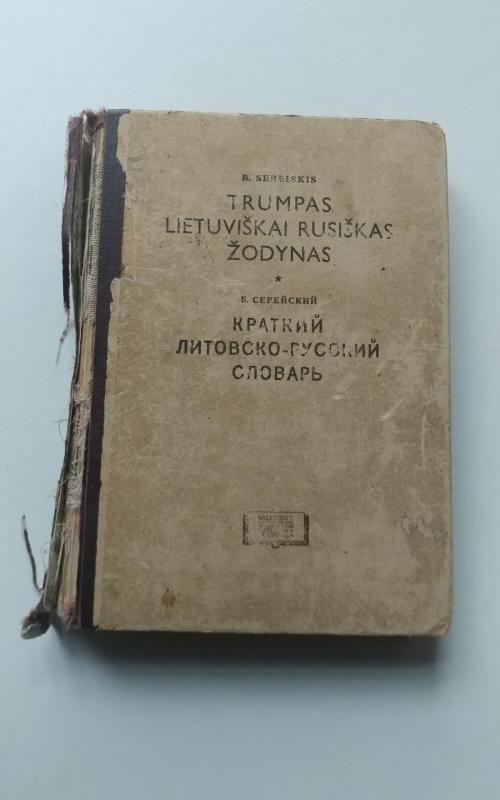 B. SEREISKIS
TRUMPAS
LIETUVIŠKAI RUSIŠKAS
ŽODYNAS
★
Б. СЕРЕЙСКИЙ
КРАТКИЙ
ЛИТОВСКО-РУССКИЙ
СЛОВАРЬ